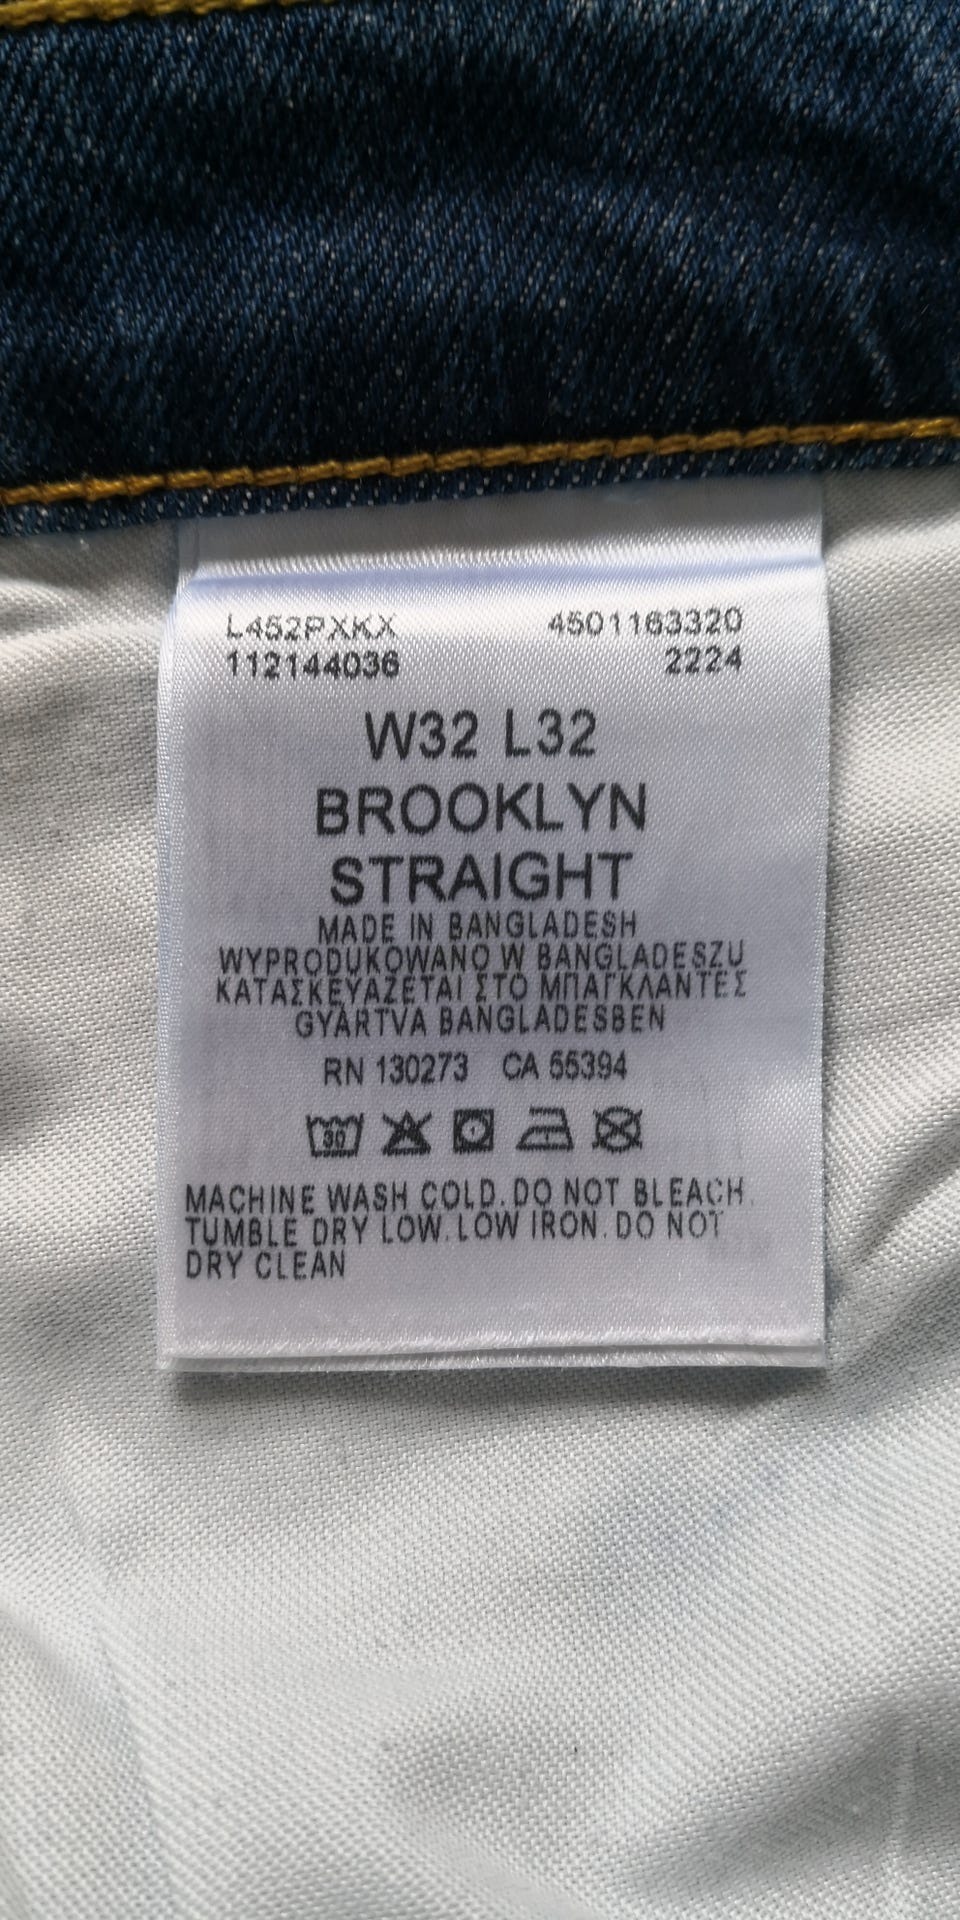 L452PXKX 4501163320
112144036 2224
W32 L32
BROOKLYN
STRAIGHT
MADE IN BANGLADESH
WYPRODUKOWANO W BANGLADESZU
ΚΑΤΑΣΚΕΥΑΖΕΤΑΙ ΣΤΟ ΜΠΑΓΚΛΑΝΤΕΣ
GYÁRTVA BANGLADESBEN
RN 130273 CA 55394
30
MACHINE WASH COLD. DO NOT BLEACH.
TUMBLE DRY LOW. LOW IRON. DO NOT
DRY CLEAN